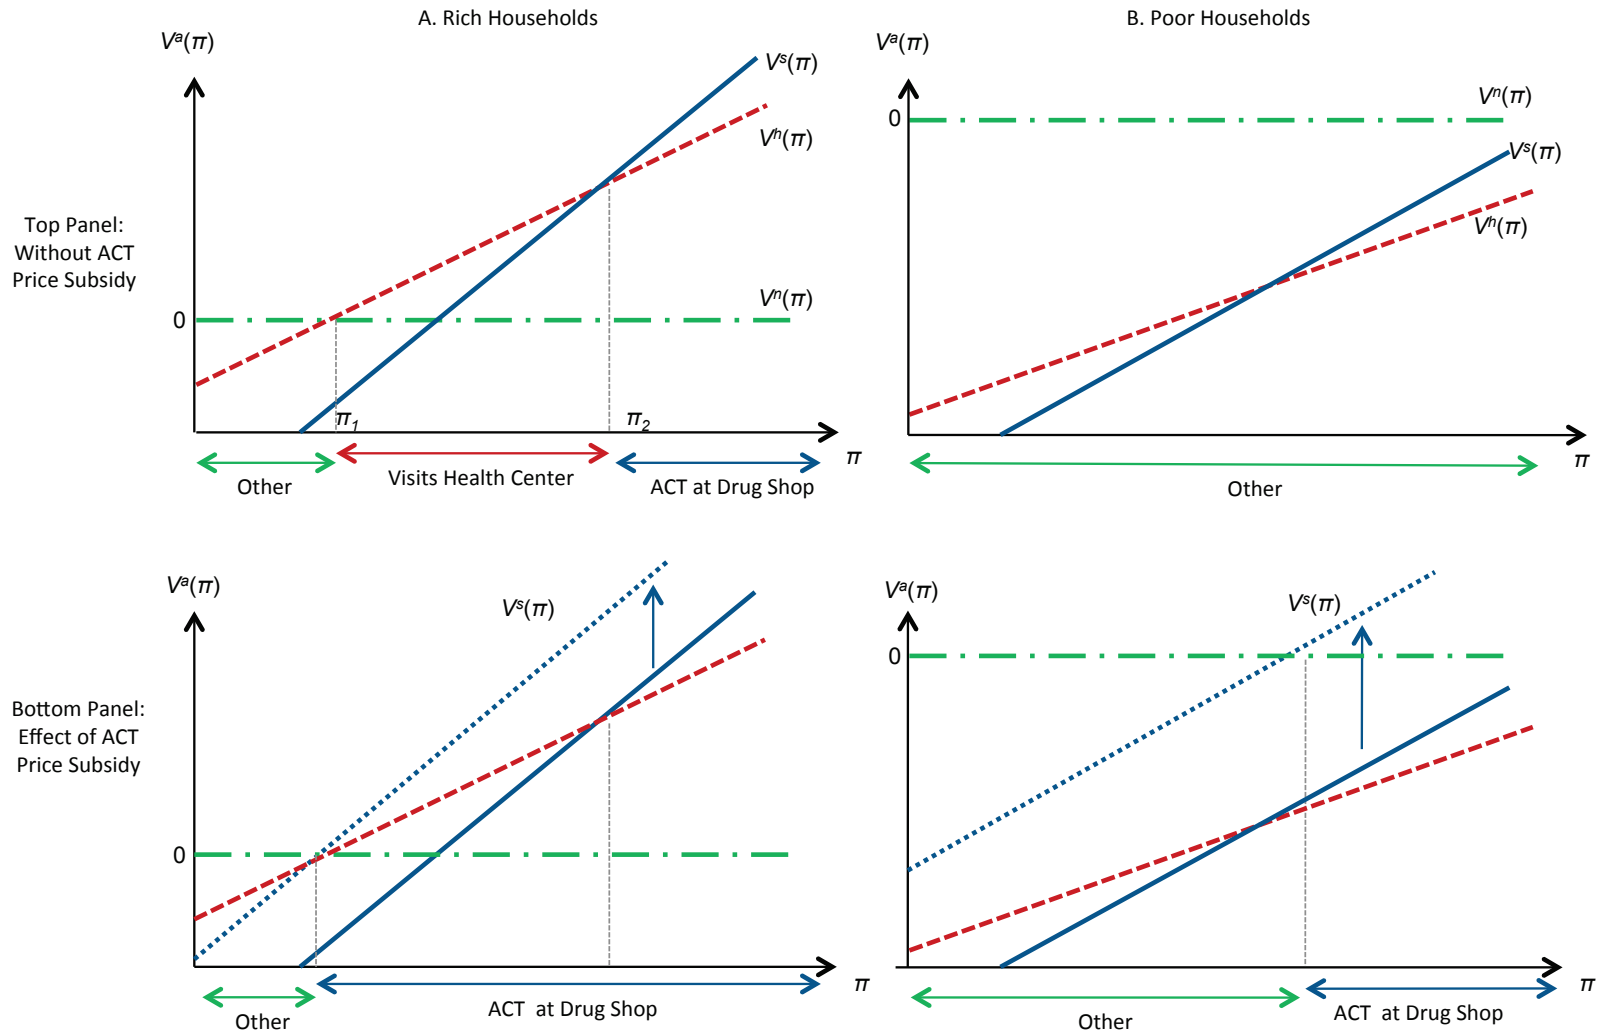 A. Rich Households
B. Poor Households
Top Panel:
Without ACT
Price Subsidy
Vᵃ(π)
Vˢ(π)
Vʰ(π)
Vⁿ(π)
0
π₁
π₂
π
Other
Visits Health Center
ACT at Drug Shop
Vᵃ(π)
0
Vⁿ(π)
Vˢ(π)
Vʰ(π)
π
Other
Bottom Panel:
Effect of ACT
Price Subsidy
Vᵃ(π)
Vˢ(π)
0
π
Other
ACT at Drug Shop
Vᵃ(π)
Vˢ(π)
0
π
Other
ACT at Drug Shop